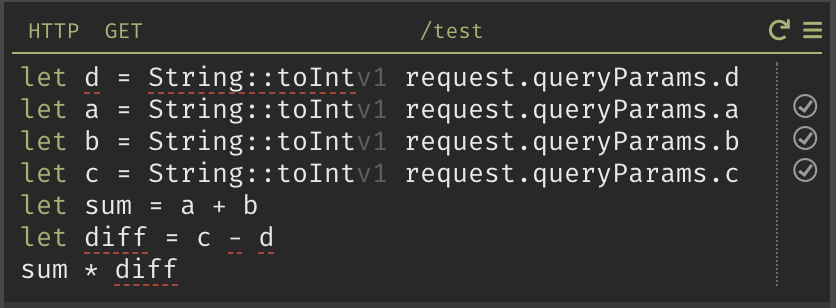 HTTP GET /test
let d = String::toIntv1 request.queryParams.d
let a = String::toIntv1 request.queryParams.a
let b = String::toIntv1 request.queryParams.b
let c = String::toIntv1 request.queryParams.c
let sum = a + b
let diff = c - d
sum * diff